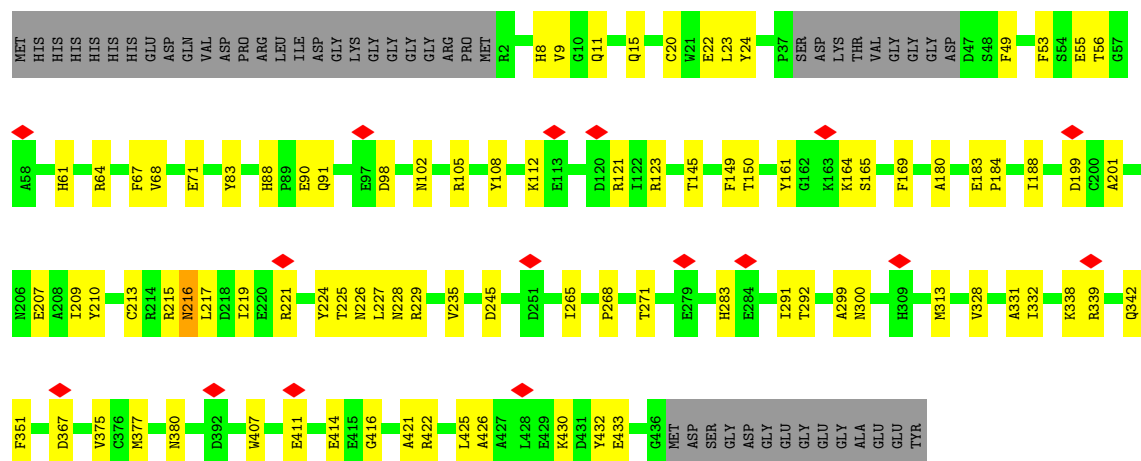 MET HIS HIS HIS HIS HIS HIS GLU ASP GLN VAL ASP PRO ARG LEU ILE ASP GLY LYS GLY GLY GLY GLY ARG PRO MET R2 H8 V9 G10 Q11 Q15 C20 W21 E22 L23 Y24 P37 SER ASP LYS THR VAL GLY GLY GLY ASP D47 S48 F49 F53 S54 E55 T56 G57
A58 H61 R64 F67 V68 E71 Y83 H88 P89 E90 Q91 E97 D98 N102 R105 Y108 K112 E113 D120 R121 I122 R123 T145 F149 T150 Y161 G162 K163 K164 S165 F169 A180 E183 P184 I188 D199 C200 A201
N206 E207 A208 I209 Y210 C213 R214 R215 N216 L217 D218 I219 E220 R221 Y224 T225 N226 L227 N228 R229 V235 D245 D251 I265 P268 T271 E279 H283 E284 I291 T292 A299 N300 H309 M313 V328 A331 I332 K338 R339 Q342
F351 D367 V375 C376 M377 N380 D392 W407 E411 E414 E415 G416 A421 R422 L425 A426 A427 L428 E429 K430 D431 Y432 E433 G436 MET ASP SER GLY ASP GLY GLU GLY GLU GLY ALA GLU GLU TYR